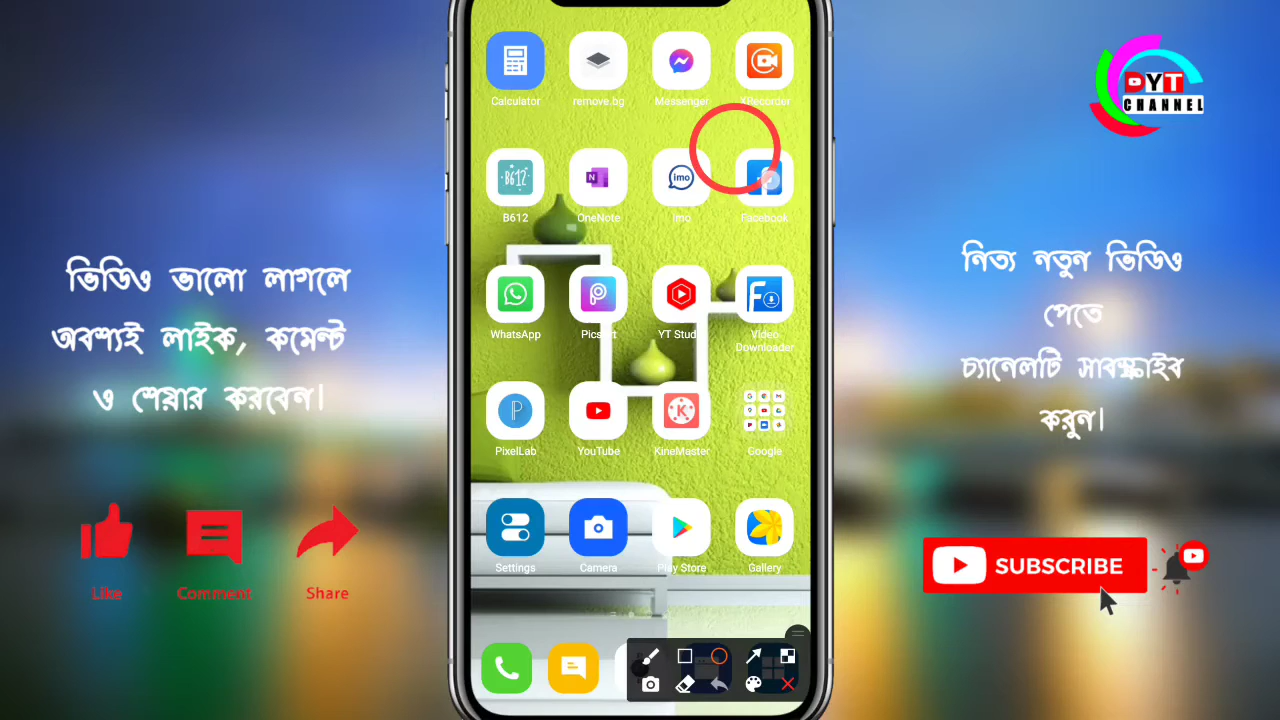 DYT
CHANNEL
Calculator
remove.bg
Messenger
XRecorder
B612
B612
N
OneNote
imo
imo
Facebook
WhatsApp
Picsart
YT Studio
Video
Downloader
PixelLab
YouTube
KineMaster
Google
Settings
Camera
Play Store
Gallery
ভিডিও ভালো লাগলে
অবশ্যই লাইক, কমেন্ট
ও শেয়ার করবেন।
Like
Comment
Share
নিত্য নতুন ভিডিও
পেতে
চ্যানেলটি সাবস্ক্রাইব
করুন।
SUBSCRIBE